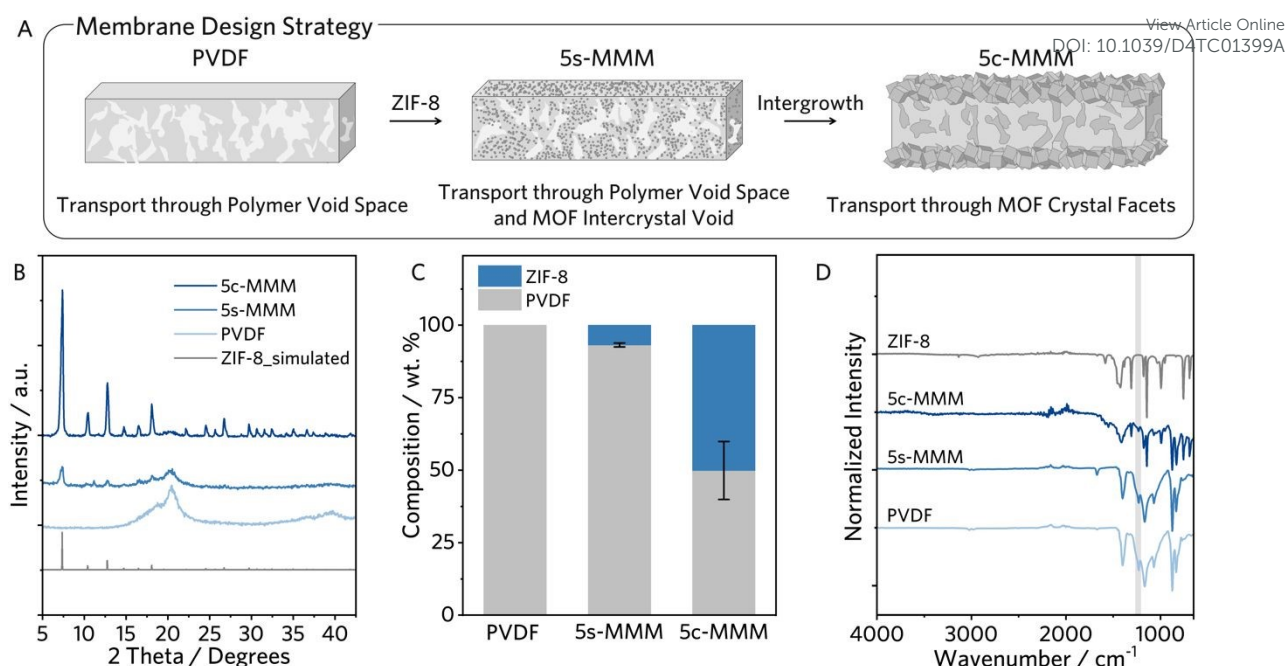 View Article Online
DOI: 10.1039/D4TC01399A
A
Membrane Design Strategy
PVDF
5s-MMM
5c-MMM
ZIF-8
Intergrowth
Transport through Polymer Void Space
Transport through Polymer Void Space
and MOF Intercrystal Void
Transport through MOF Crystal Facets
B
Intensity / a.u.
5c-MMM
5s-MMM
PVDF
ZIF-8_simulated
5 10 15 20 25 30 35 40
2 Theta / Degrees
C
ZIF-8
PVDF
Composition / wt. %
100
75
50
25
0
PVDF 5s-MMM 5c-MMM
D
Normalized Intensity
ZIF-8
5c-MMM
5s-MMM
PVDF
4000 3000 2000 1000
Wavenumber / cm⁻¹